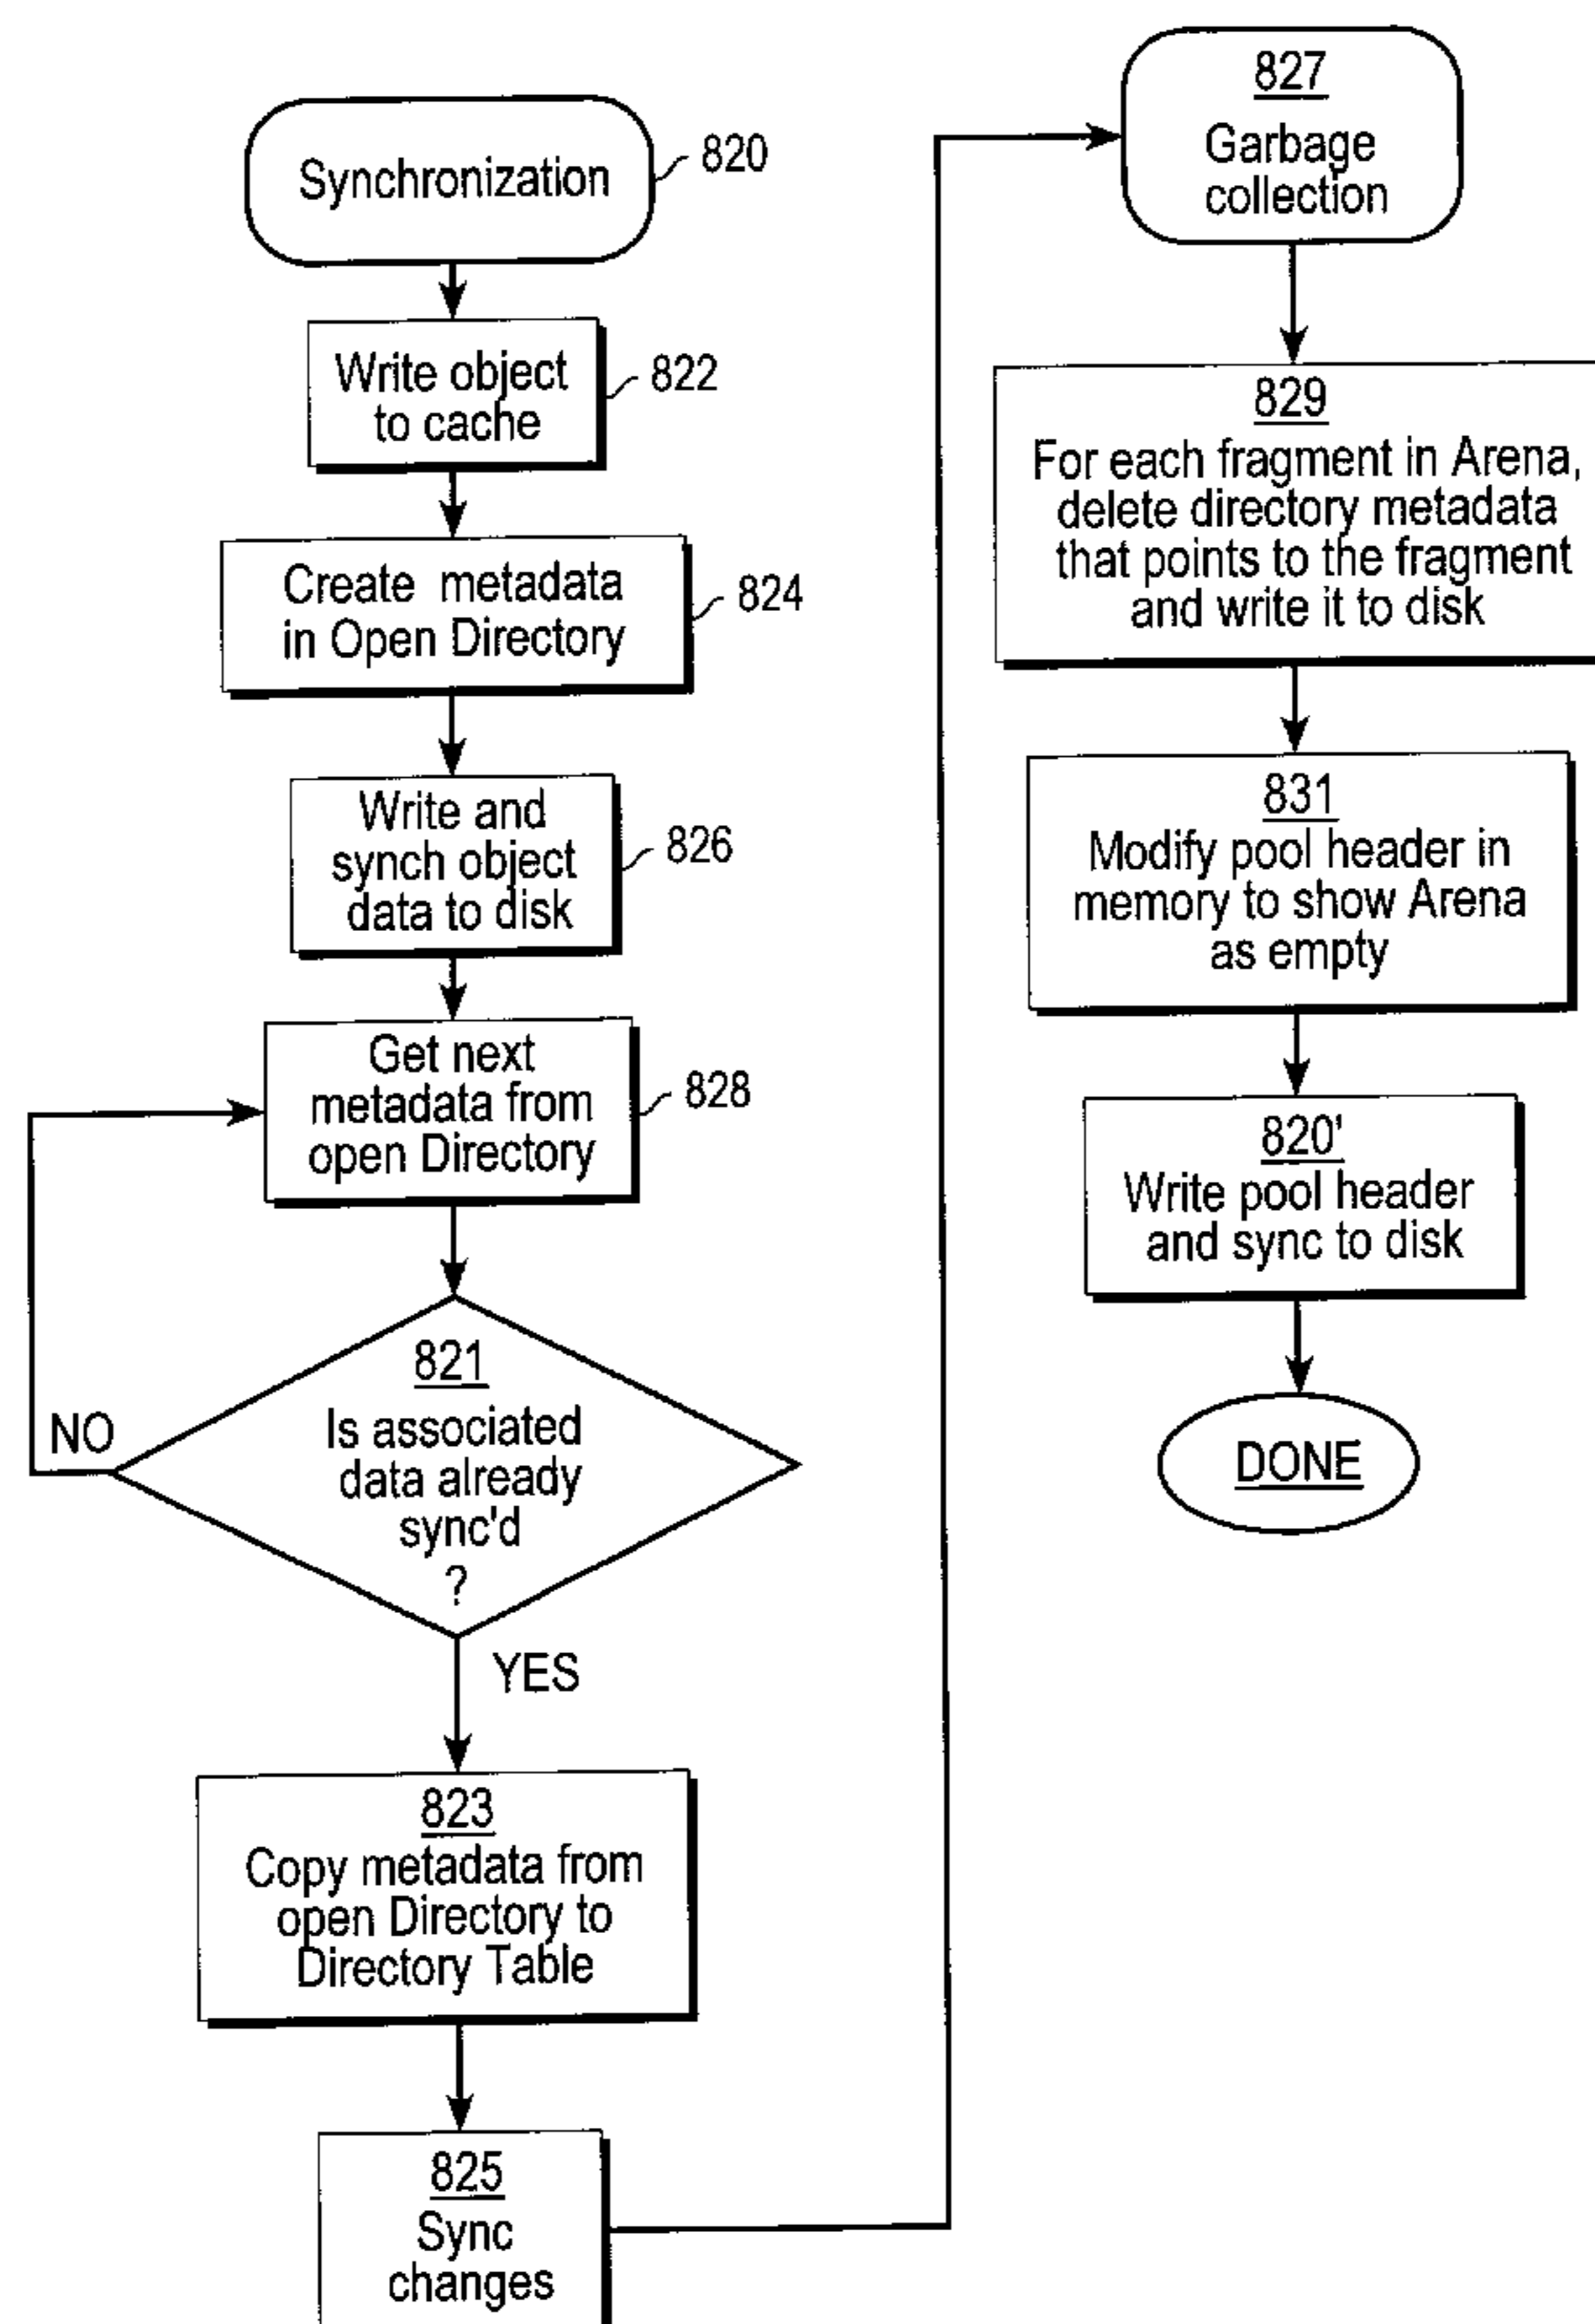 Synchronization
820
Write object
to cache
822
Create metadata
in Open Directory
824
Write and
synch object
data to disk
826
Get next
metadata from
open Directory
828
821
Is associated
data already
sync'd
?
NO
YES
823
Copy metadata from
open Directory to
Directory Table
825
Sync
changes
827
Garbage
collection
829
For each fragment in Arena,
delete directory metadata
that points to the fragment
and write it to disk
831
Modify pool header in
memory to show Arena
as empty
820'
Write pool header
and sync to disk
DONE